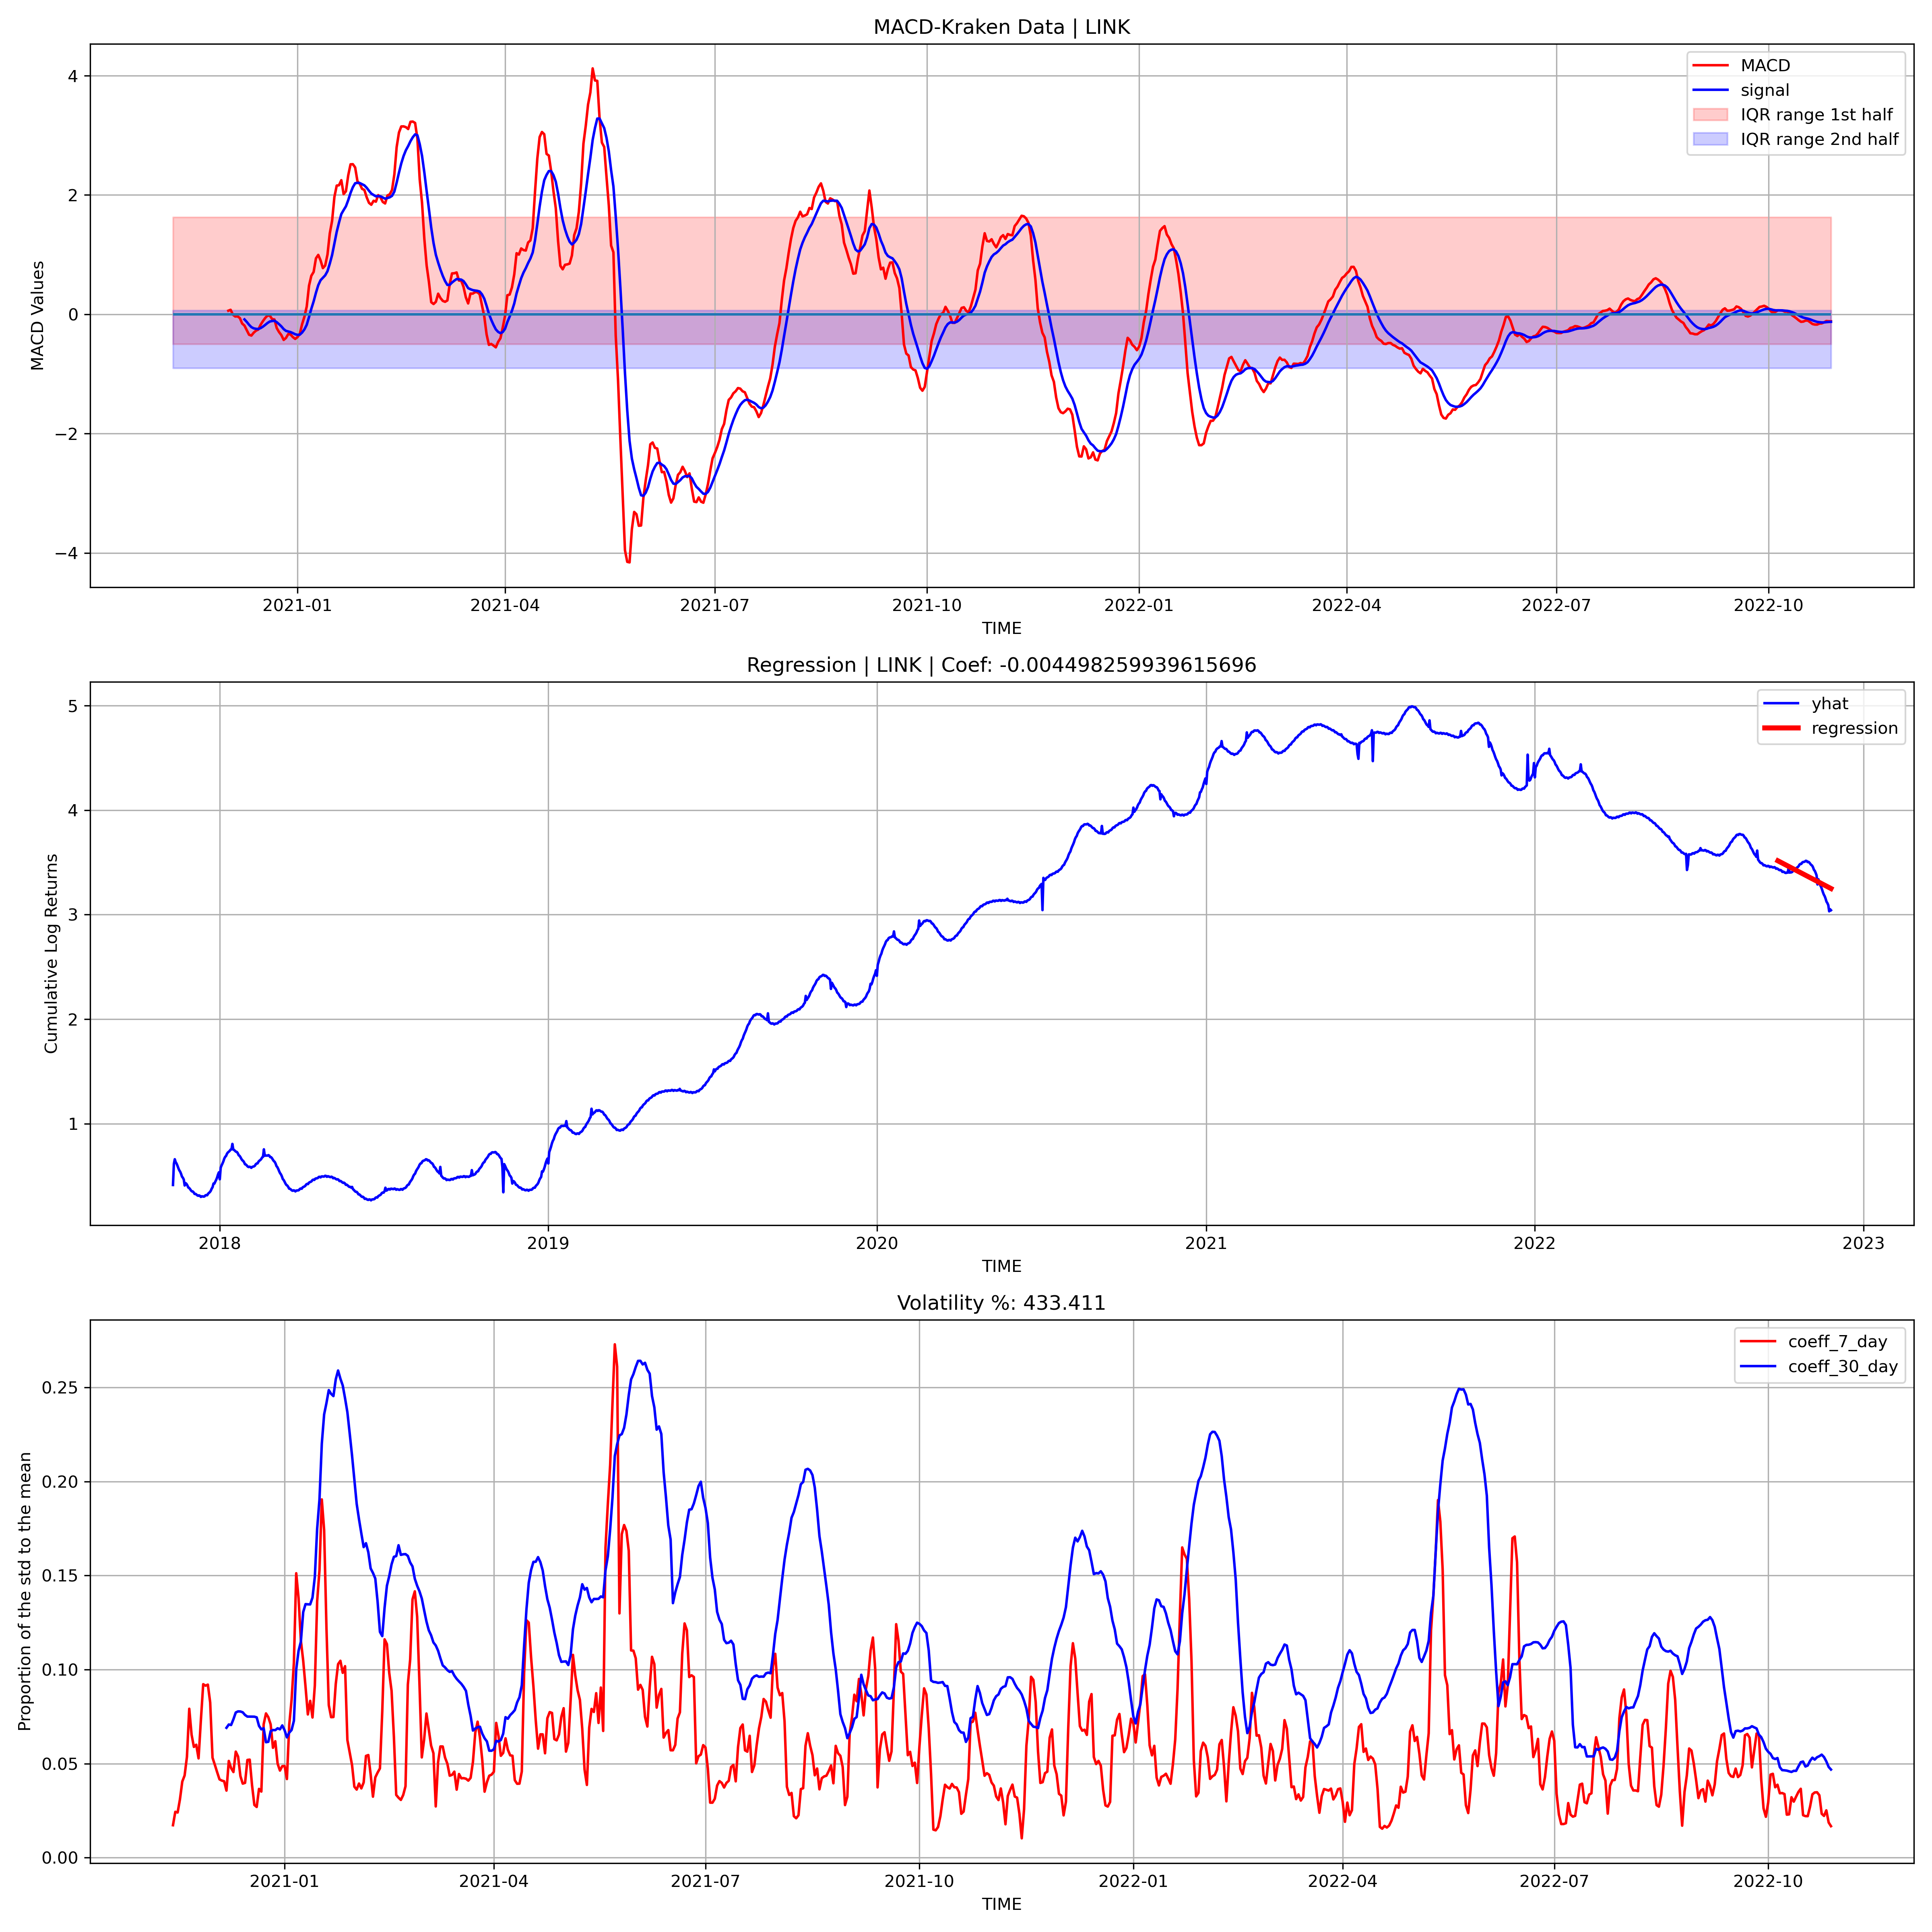 MACD-Kraken Data | LINK
MACD Values
4
2
0
−2
−4
MACD
signal
IQR range 1st half
IQR range 2nd half
2021-01 2021-04 2021-07 2021-10 2022-01 2022-04 2022-07 2022-10
TIME
Regression | LINK | Coef: -0.004498259939615696
Cumulative Log Returns
5
4
3
2
1
yhat
regression
2018 2019 2020 2021 2022 2023
TIME
Volatility %: 433.411
Proportion of the std to the mean
0.25
0.20
0.15
0.10
0.05
0.00
coeff_7_day
coeff_30_day
2021-01 2021-04 2021-07 2021-10 2022-01 2022-04 2022-07 2022-10
TIME